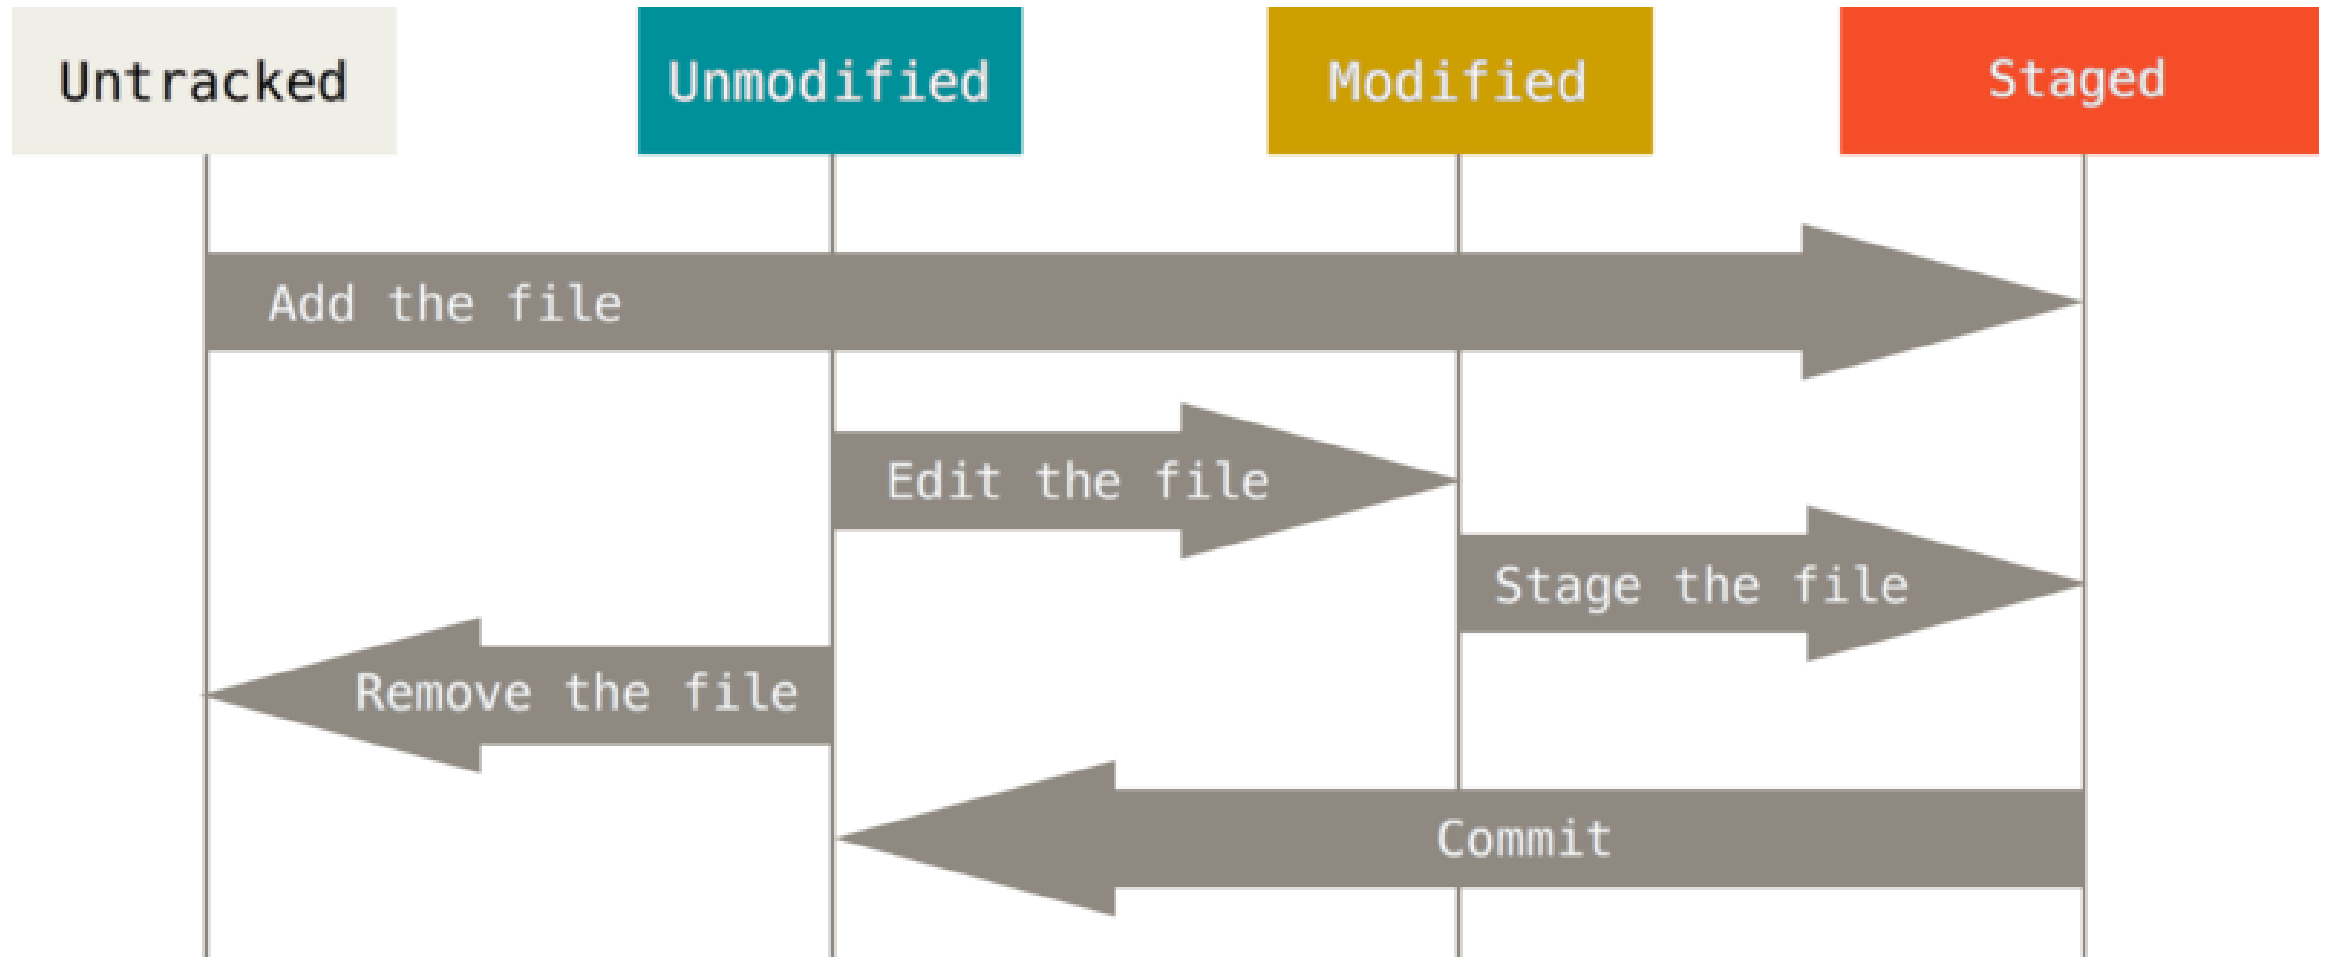 Untracked
Unmodified
Modified
Staged
Add the file
Edit the file
Stage the file
Remove the file
Commit